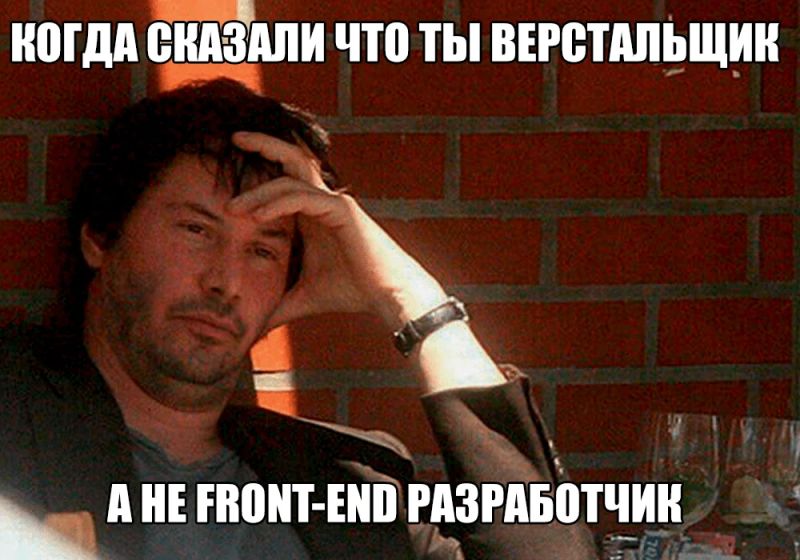 КОГДА СКАЗАЛИ ЧТО ТЫ ВЕРСТАЛЬЩИК
А НЕ FRONT-END РАЗРАБОТЧИК